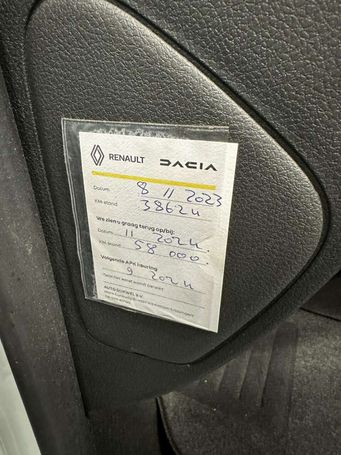 RENAULT DACIA
Datum 8 11 2023
KM-stand 38624
We zien u graag terug op/bij:
Datum 11 2024
KM-stand 58 000
Volgende APK keuring
9 2024